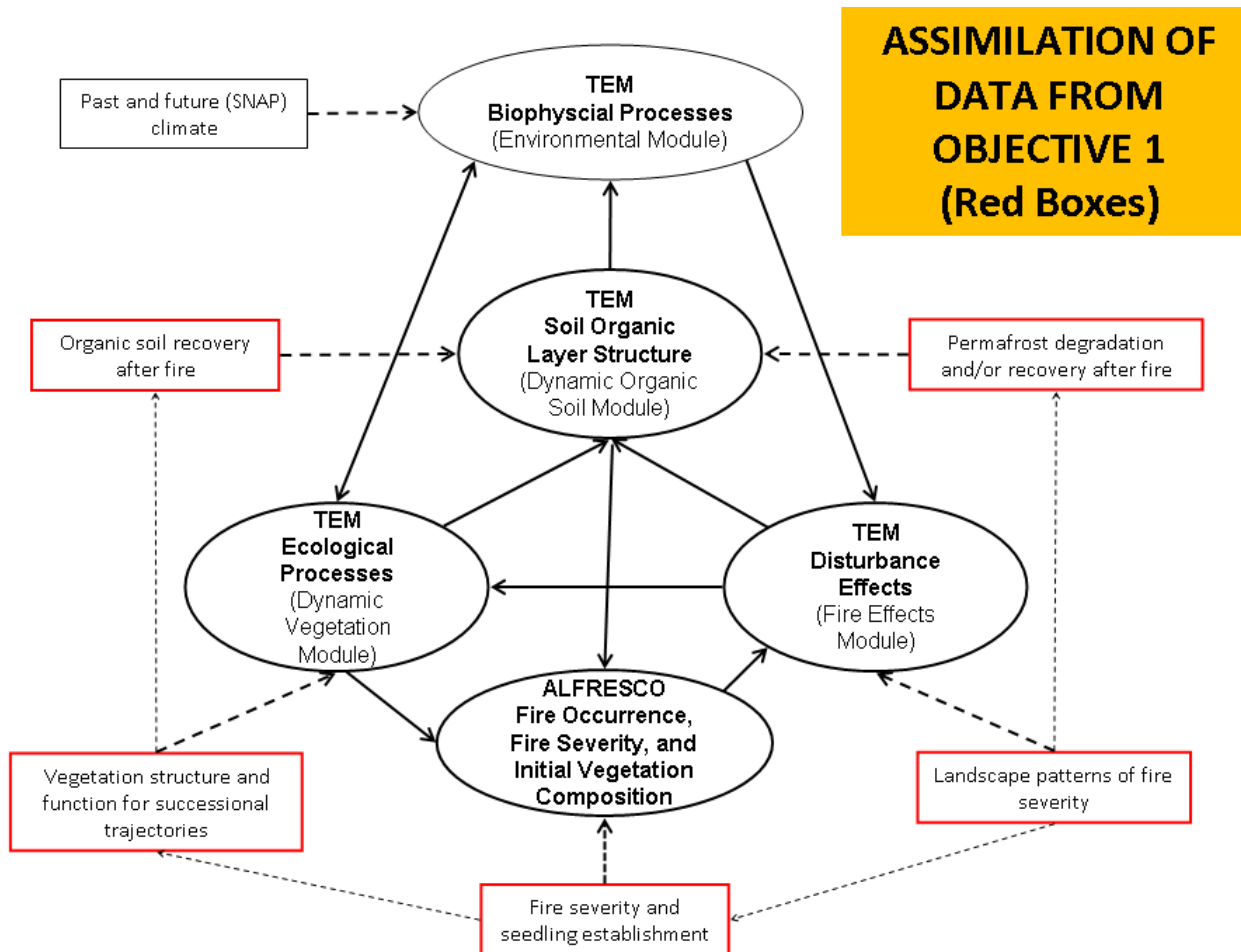 ASSIMILATION OF
DATA FROM
OBJECTIVE 1
(Red Boxes)
Past and future (SNAP)
climate
TEM
Biophyscial Processes
(Environmental Module)
Organic soil recovery
after fire
TEM
Soil Organic
Layer Structure
(Dynamic Organic
Soil Module)
Permafrost degradation
and/or recovery after fire
TEM
Ecological
Processes
(Dynamic
Vegetation
Module)
TEM
Disturbance
Effects
(Fire Effects
Module)
ALFRESCO
Fire Occurrence,
Fire Severity, and
Initial Vegetation
Composition
Vegetation structure and
function for successional
trajectories
Landscape patterns of fire
severity
Fire severity and
seedling establishment